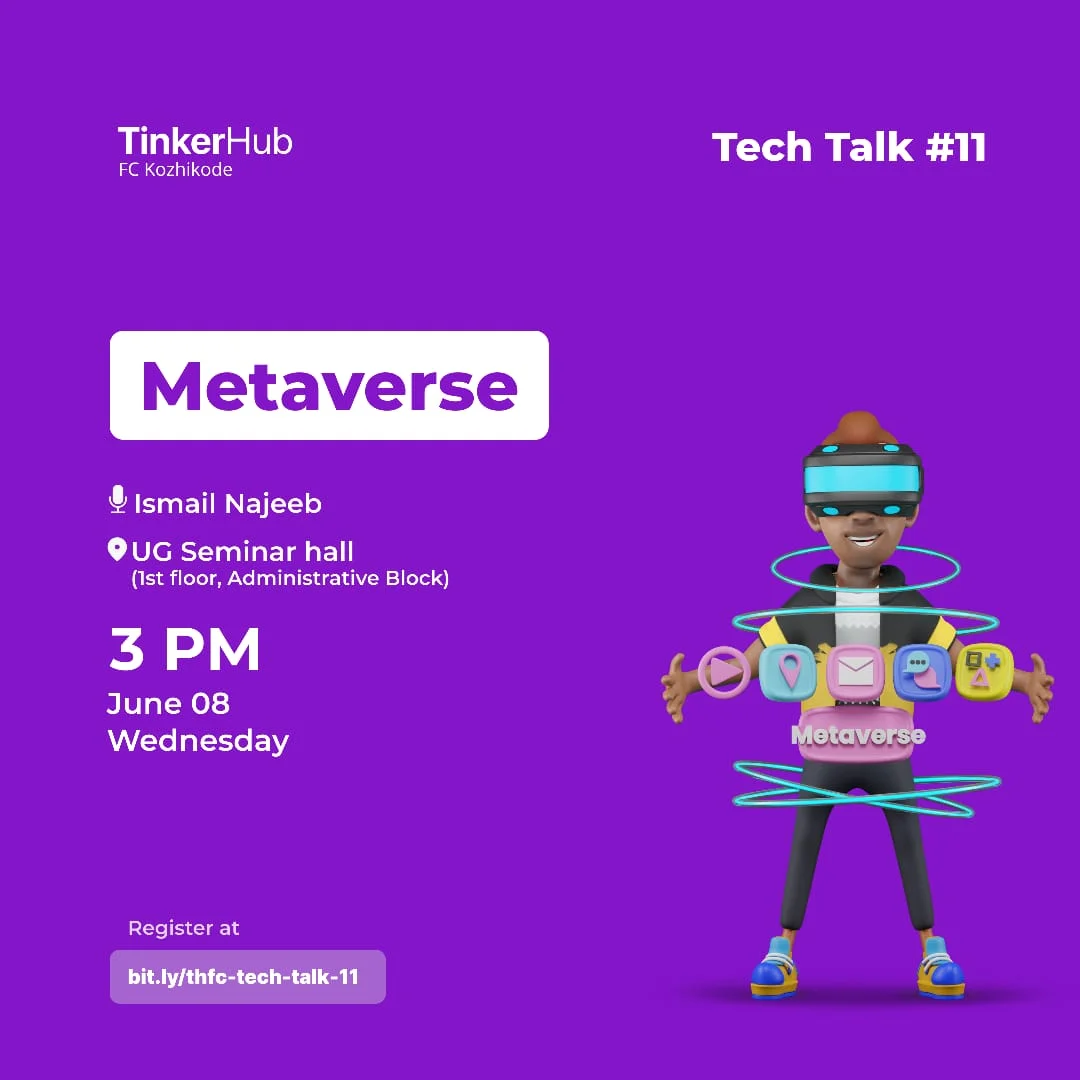 TinkerHub
FC Kozhikode
Tech Talk #11
Metaverse
Ismail Najeeb
UG Seminar hall
(1st floor, Administrative Block)
3 PM
June 08
Wednesday
Metaverse
Register at
bit.ly/thfc-tech-talk-11